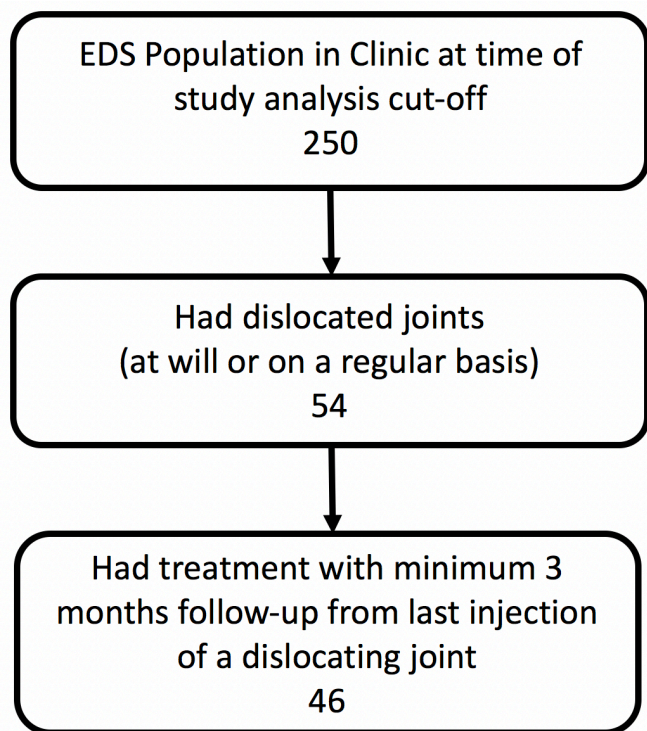 EDS Population in Clinic at time of
study analysis cut-off
250
Had dislocated joints
(at will or on a regular basis)
54
Had treatment with minimum 3
months follow-up from last injection
of a dislocating joint
46